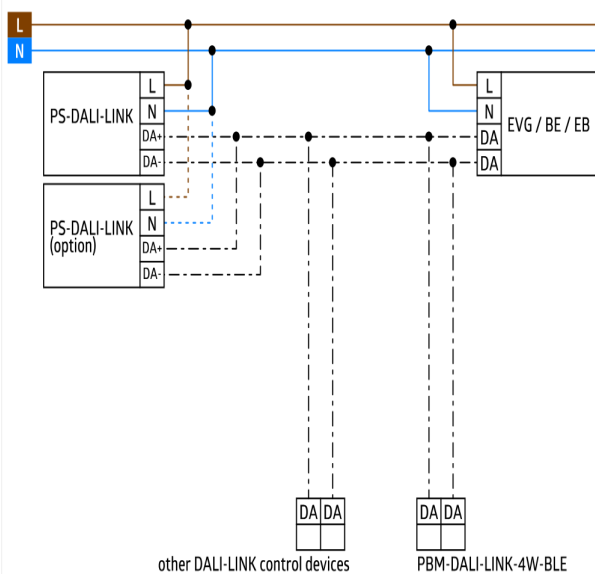 L
N
PS-DALI-LINK
L
N
DA+
DA-
EVG / BE / EB
L
N
DA
DA
PS-DALI-LINK
(option)
L
N
DA+
DA-
DA DA
DA DA
other DALI-LINK control devices
PBM-DALI-LINK-4W-BLE